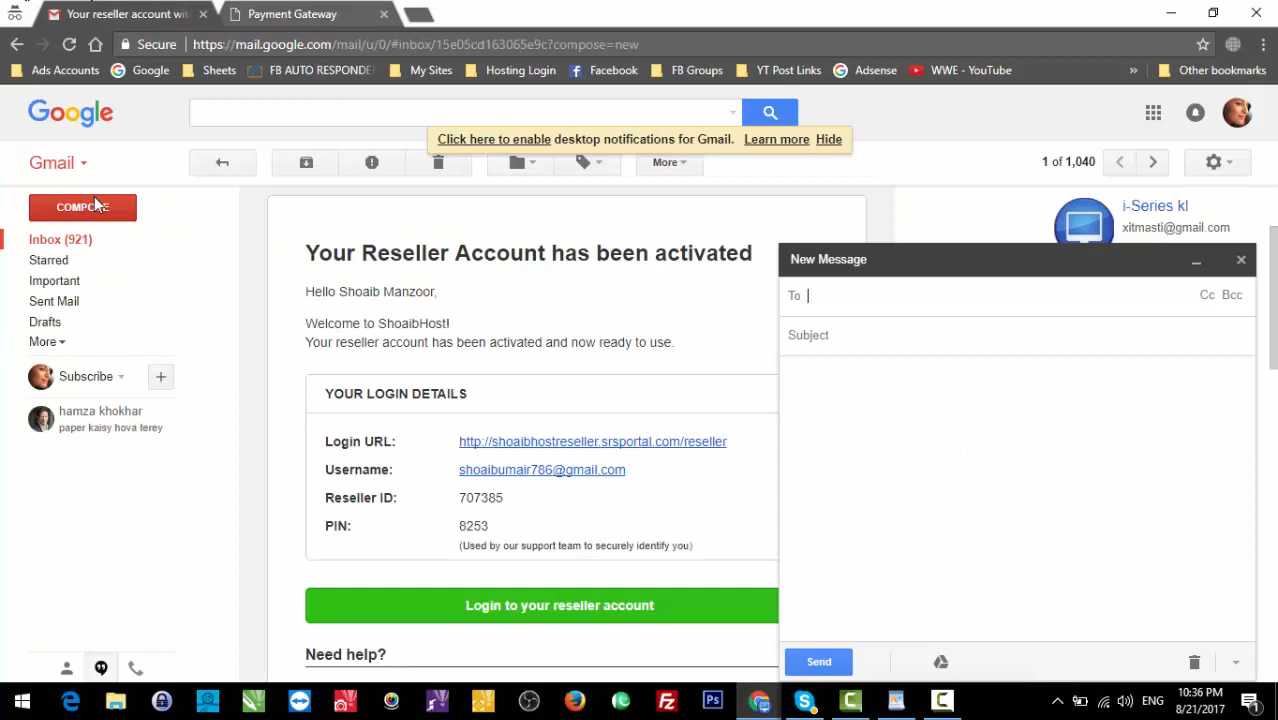 Your reseller account wit
Payment Gateway
Secure https://mail.google.com/mail/u/0/#inbox/15e05cd163065e9c?compose=new
Ads Accounts Google Sheets FB AUTO RESPONDE My Sites Hosting Login Facebook FB Groups YT Post Links Adsense WWE - YouTube » Other bookmarks
Google
Click here to enable desktop notifications for Gmail. Learn more Hide
Gmail
More
1 of 1,040
COMPOSE
Inbox (921)
Starred
Important
Sent Mail
Drafts
More
Subscribe
hamza khokhar
paper kaisy hova terey
Your Reseller Account has been activated
Hello Shoaib Manzoor,
Welcome to ShoaibHost!
Your reseller account has been activated and now ready to use.
YOUR LOGIN DETAILS
Login URL: http://shoaibhostreseller.srsportal.com/reseller
Username: shoaibumair786@gmail.com
Reseller ID: 707385
PIN: 8253
(Used by our support team to securely identify you)
Login to your reseller account
Need help?
i-Series kl
xitmasti@gmail.com
New Message
To
Cc Bcc
Subject
Send
ENG
10:36 PM
8/21/2017